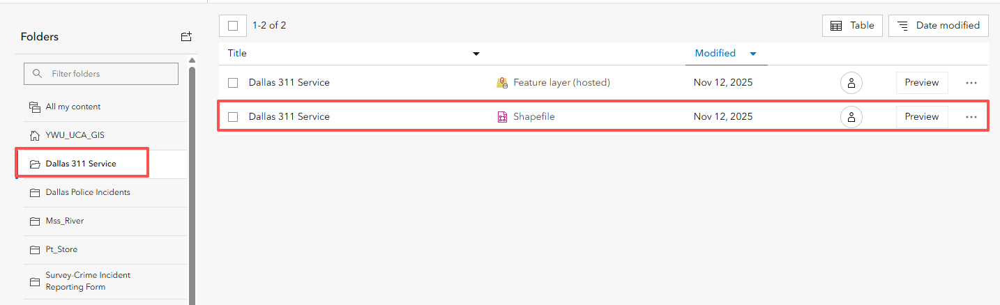 Folders
Filter folders
All my content
YWU_UCA_GIS
Dallas 311 Service
Dallas Police Incidents
Mss_River
Pt_Store
Survey-Crime Incident
Reporting Form
1-2 of 2
Table
Date modified
Title
Modified
Dallas 311 Service
Feature layer (hosted)
Nov 12, 2025
Preview
Dallas 311 Service
Shapefile
Nov 12, 2025
Preview